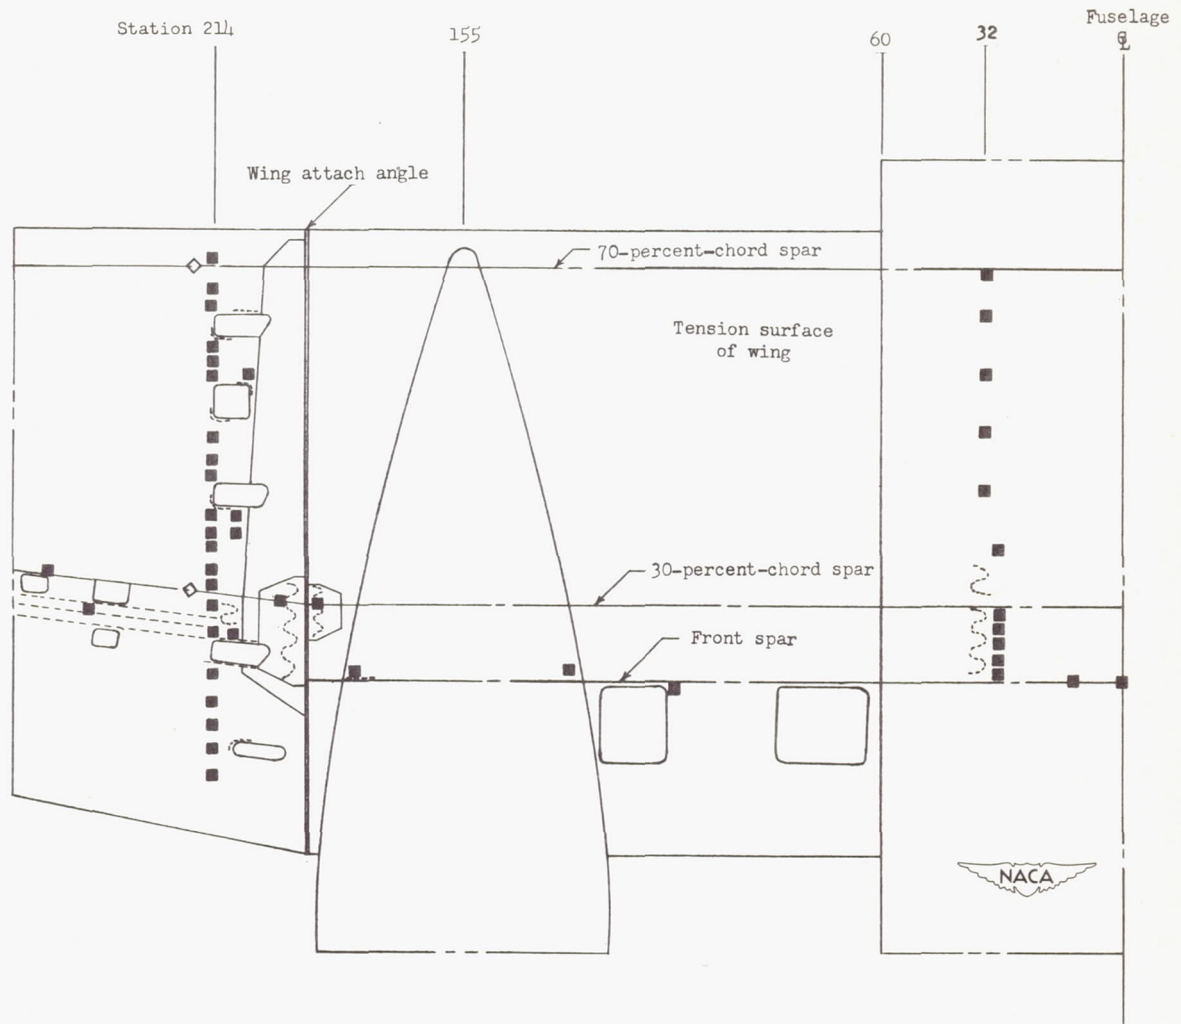 Fuselage
Station 214
155
60
32
℄
Wing attach angle
70-percent-chord spar
Tension surface
of wing
30-percent-chord spar
Front spar
NACA